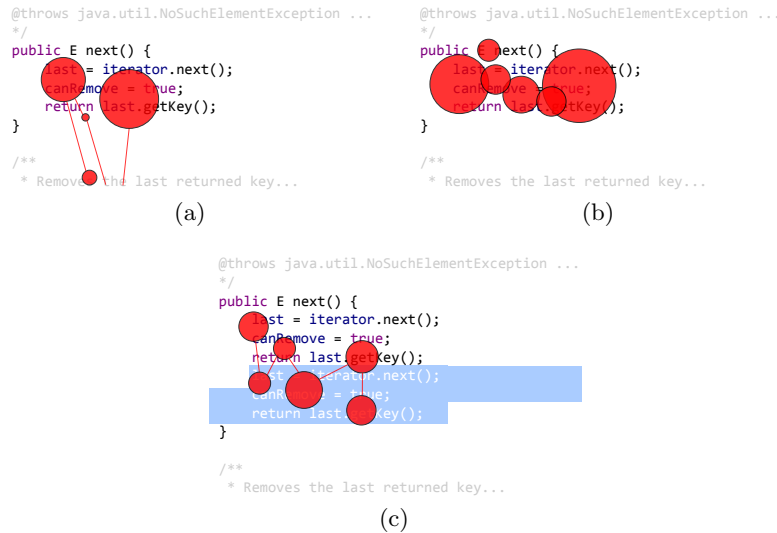 @throws java.util.NoSuchElementException ...
*/
public E next() {
last = iterator.next();
canRemove = true;
return last.getKey();
}
/**
* Removes the last returned key...
(a)
@throws java.util.NoSuchElementException ...
*/
public E next() {
last = iterator.next();
canRemove = true;
return last.getKey();
}
/**
* Removes the last returned key...
(b)
@throws java.util.NoSuchElementException ...
*/
public E next() {
last = iterator.next();
canRemove = true;
return last.getKey();
last = iterator.next();
canRemove = true;
return last.getKey();
}
/**
* Removes the last returned key...
(c)